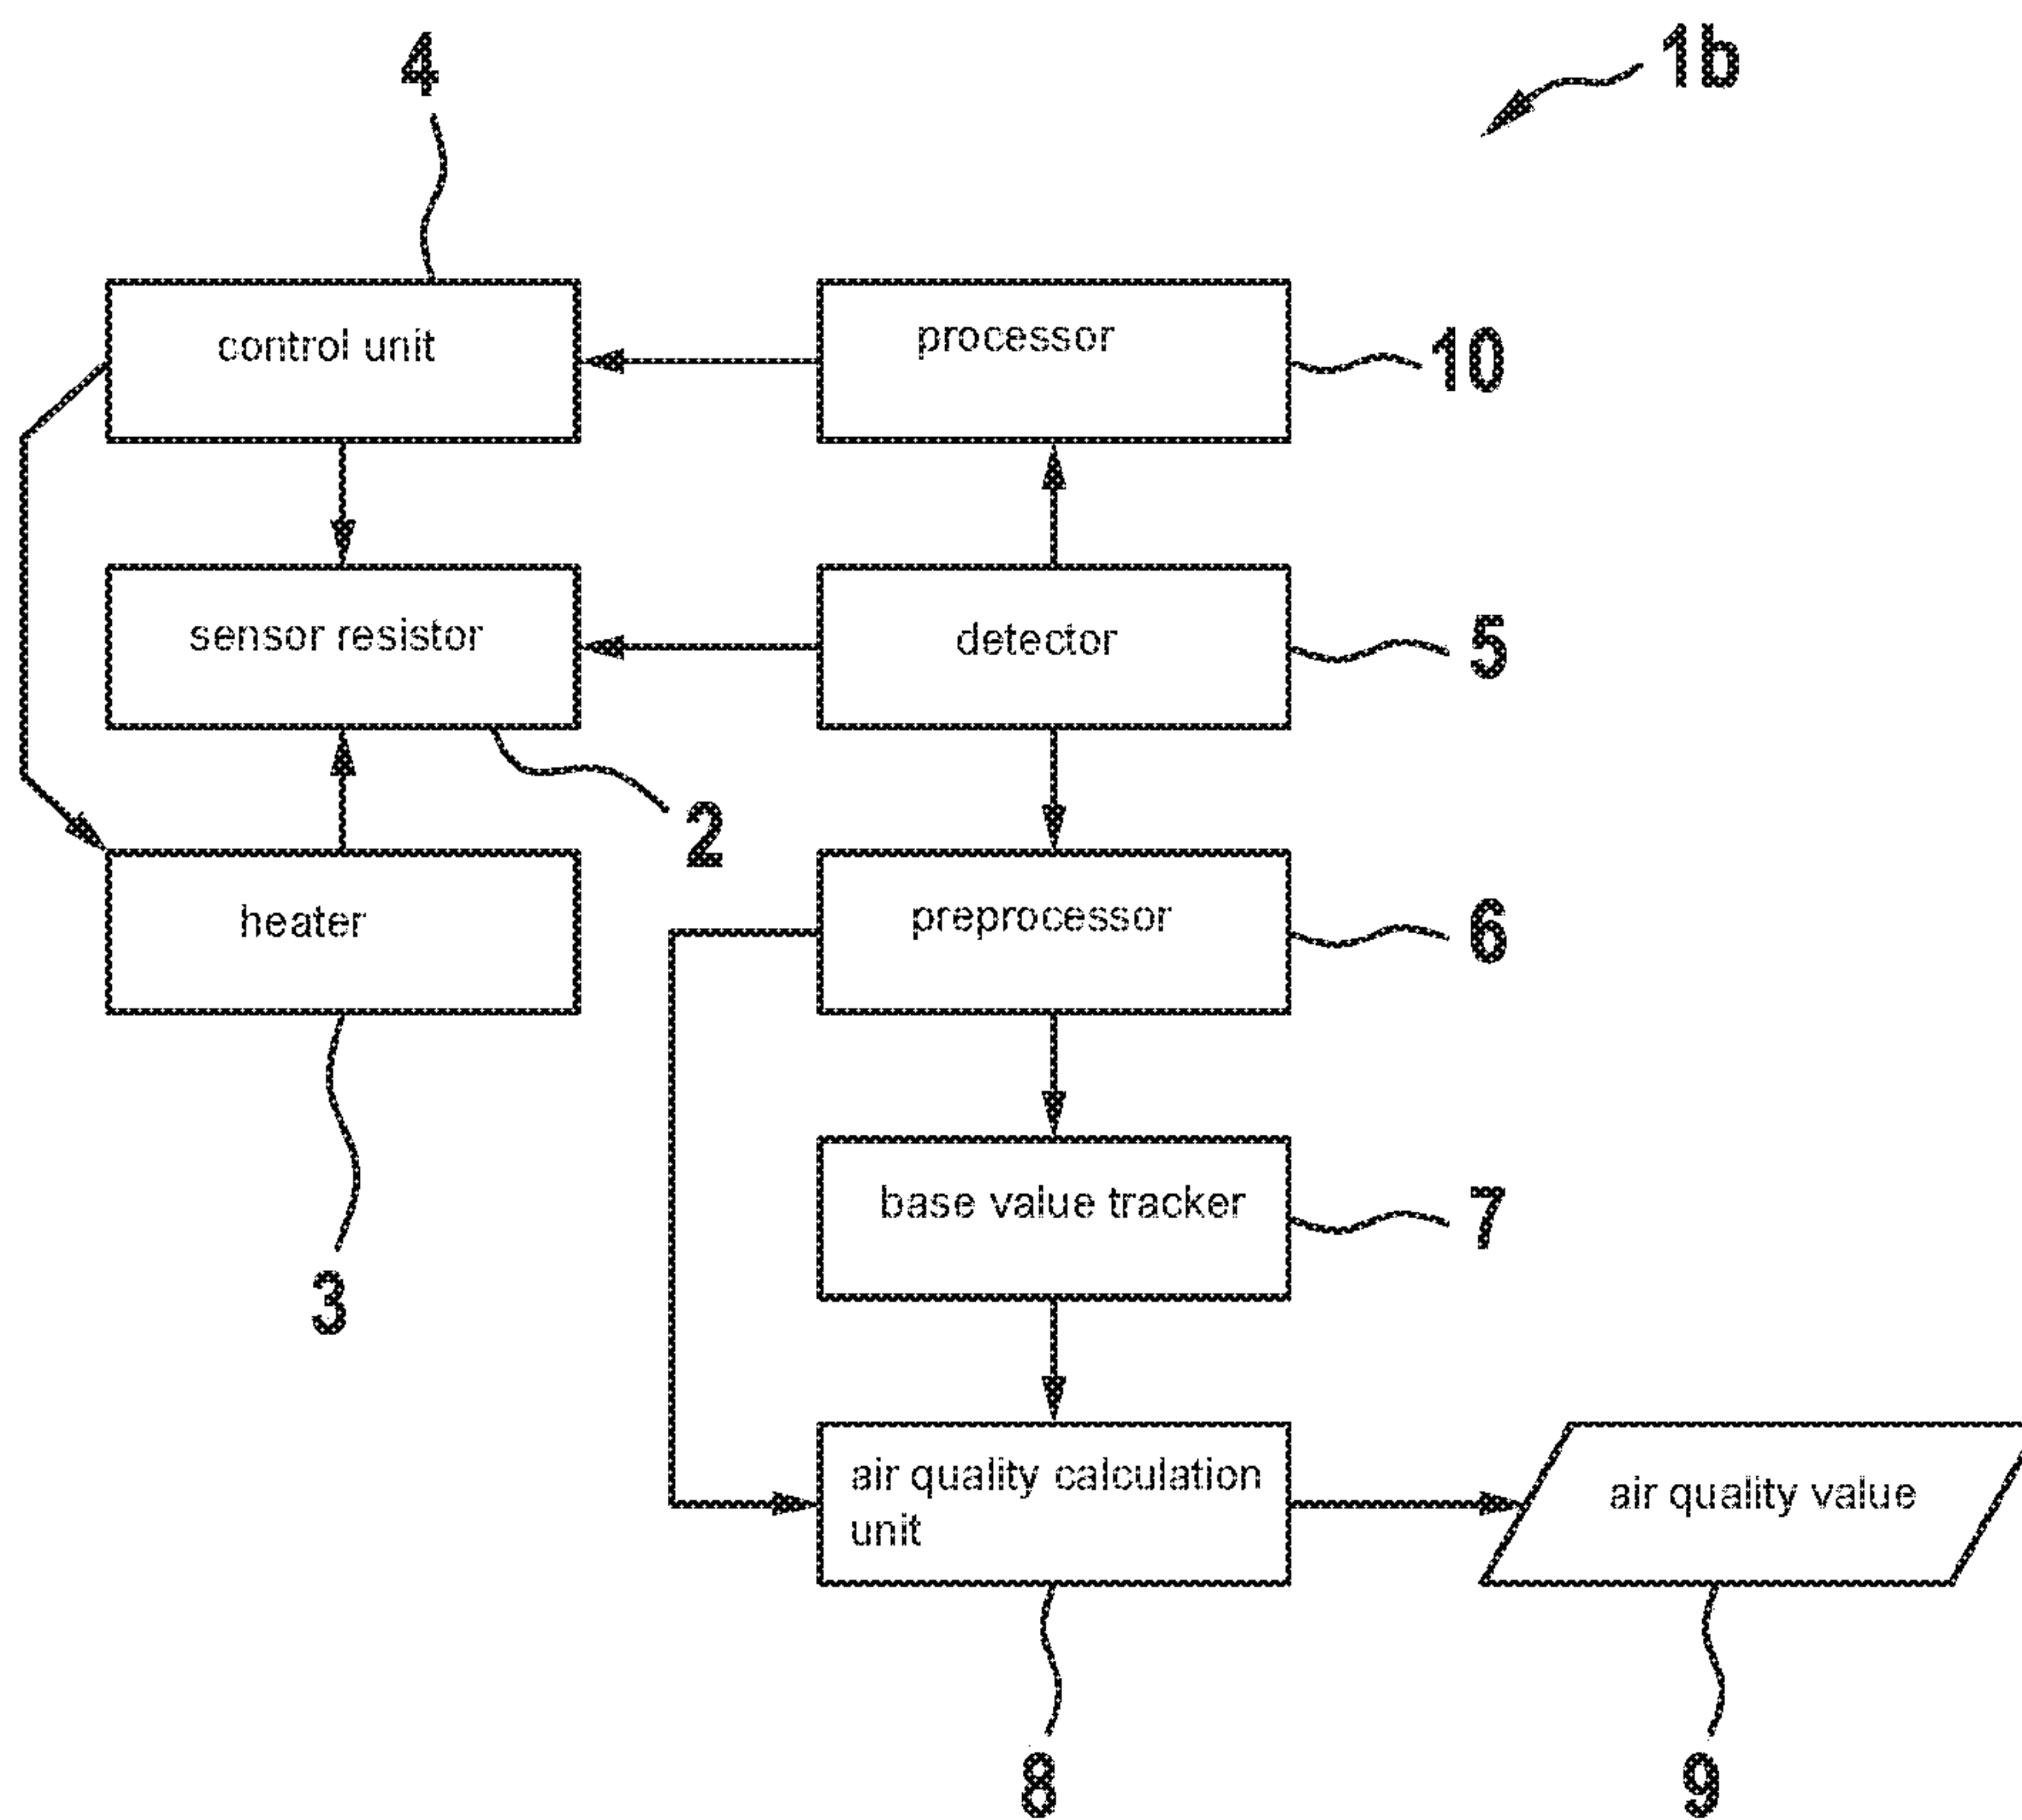 4
1b
control unit
processor
10
sensor resistor
detector
5
2
heater
preprocessor
6
base value tracker
7
3
air quality calculation
unit
air quality value
8
9